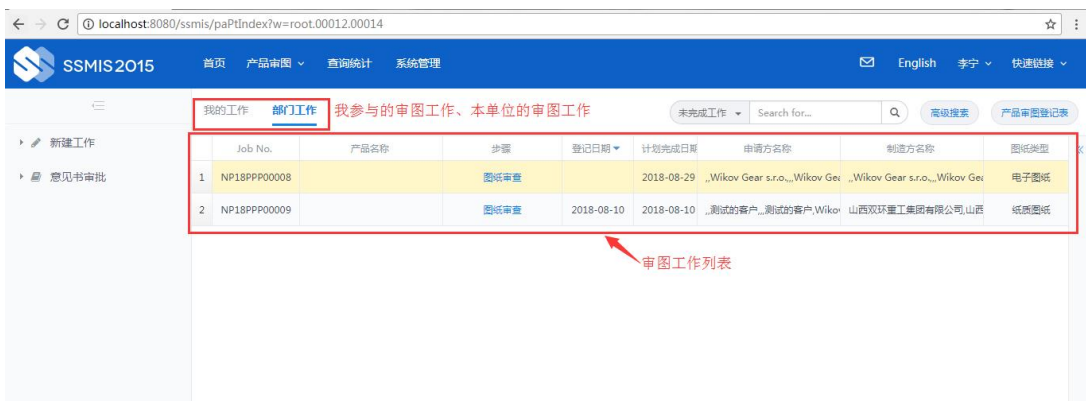 localhost:8080/ssmis/paPtIndex?w=root.00012.00014
SSMIS2015 首页 产品审图 查询统计 系统管理 English 李宁 快速链接
我的工作 部门工作 我参与的审图工作、本单位的审图工作 未完成工作 Search for... 高级搜索 产品审图登记表
新建工作
意见书审批
Job No. 产品名称 步骤 登记日期 计划完成日期 申请方名称 制造方名称 图纸类型
1 NP18PPP00008 图纸审查 2018-08-29 ,,Wikov Gear s.r.o.,,,Wikov Gea ,,Wikov Gear s.r.o.,,,Wikov Gea 电子图纸
2 NP18PPP00009 图纸审查 2018-08-10 2018-08-10 ,,测试的客户,,,测试的客户,Wikov 山西双环重工集团有限公司,山西 纸质图纸
审图工作列表